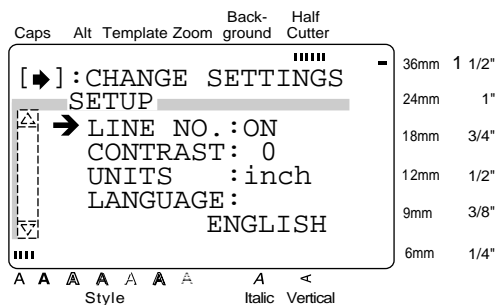 Back- Half
Caps Alt Template Zoom ground Cutter
[➔]:CHANGE SETTINGS
SETUP
➔ LINE NO.:ON
CONTRAST: 0
UNITS :inch
LANGUAGE:
ENGLISH
36mm 1 1/2"
24mm 1"
18mm 3/4"
12mm 1/2"
9mm 3/8"
6mm 1/4"
A A A A A A A A A
Style Italic Vertical